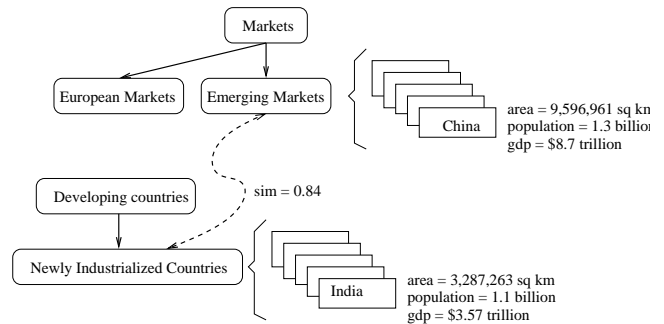 Markets
European Markets
Emerging Markets
China
area = 9,596,961 sq km
population = 1.3 billion
gdp = $8.7 trillion
sim = 0.84
Developing countries
Newly Industrialized Countries
India
area = 3,287,263 sq km
population = 1.1 billion
gdp = $3.57 trillion